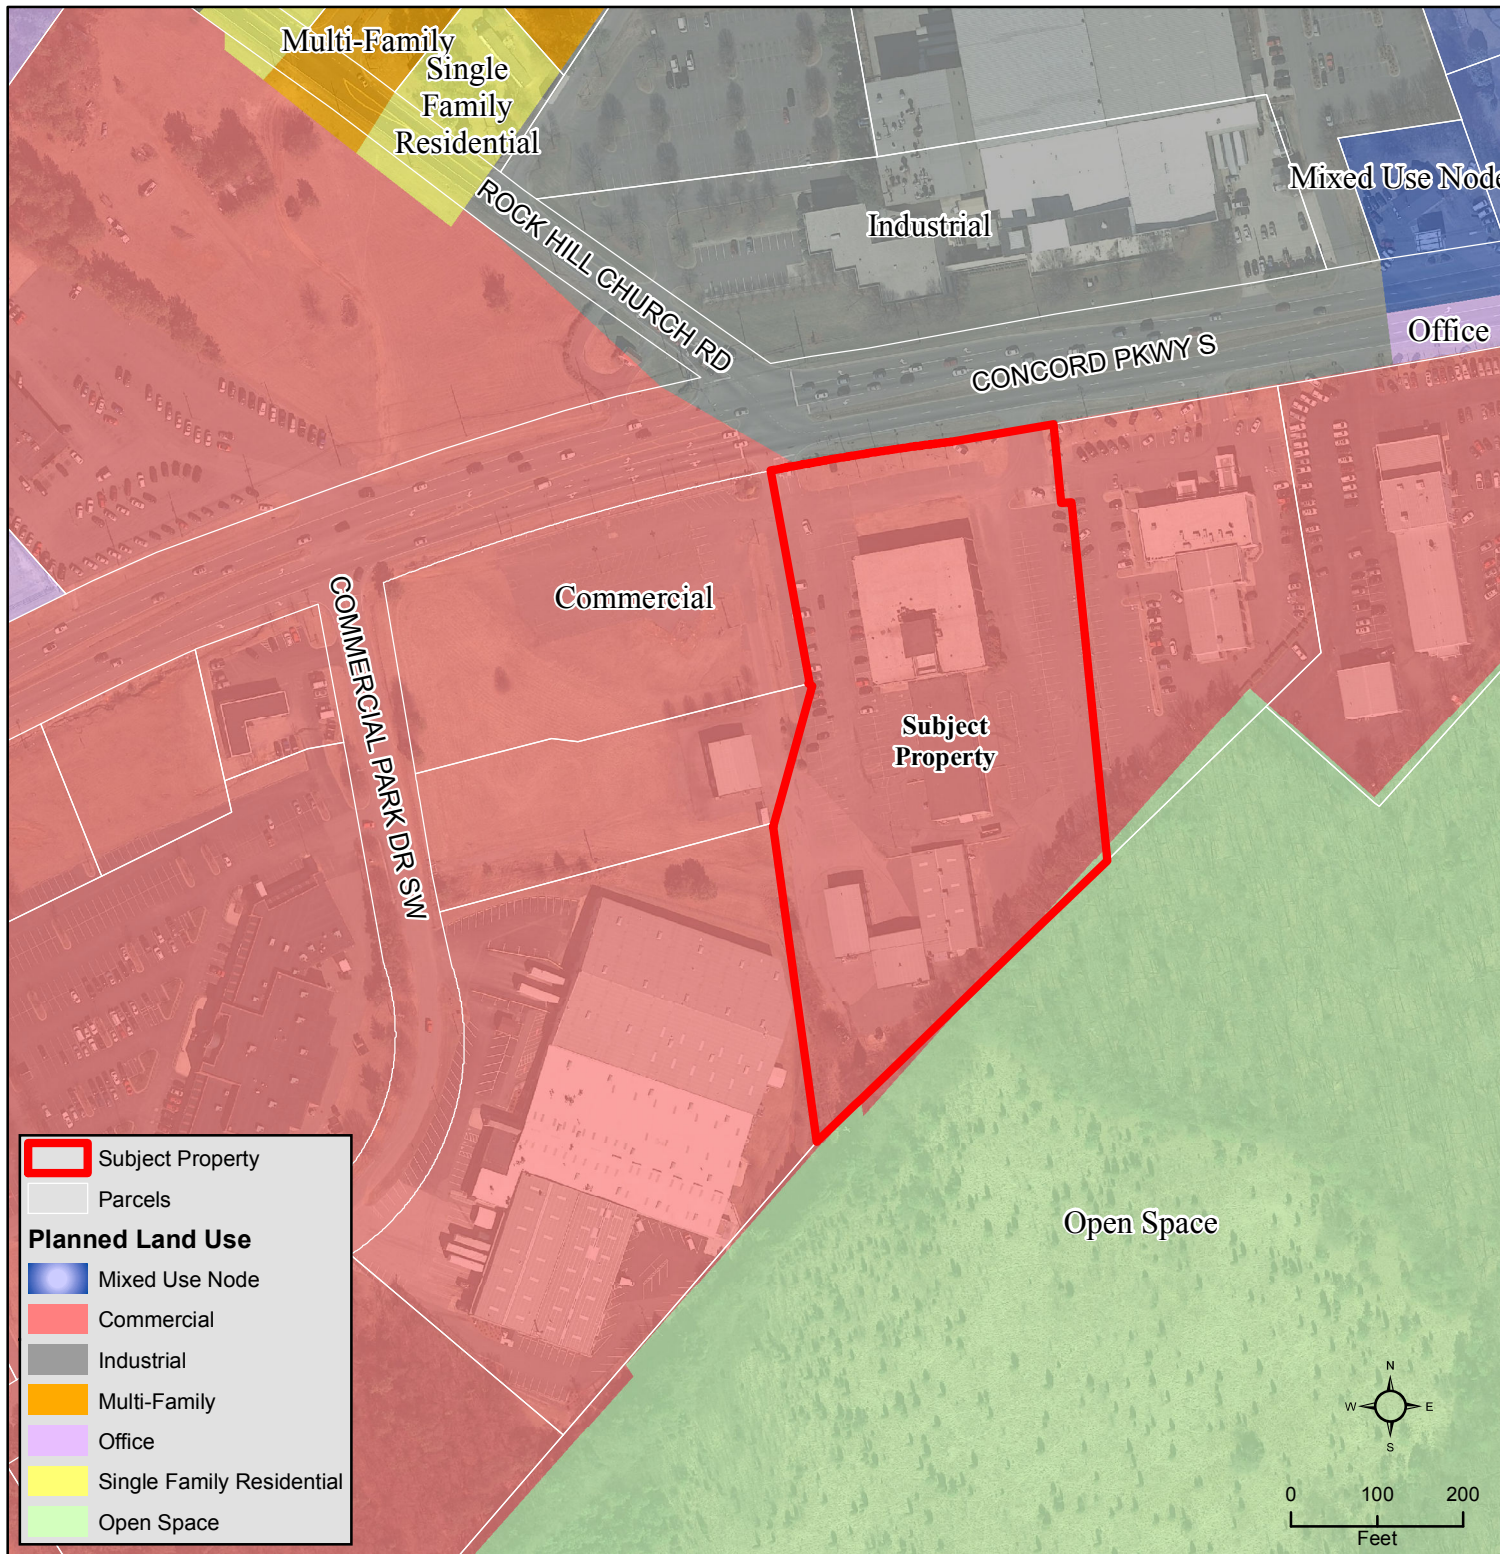 Multi-Family
Single
Family
Residential
ROCK HILL CHURCH RD
Industrial
Mixed Use Node
CONCORD PKWY S
Office
Commercial
COMMERCIAL PARK DR SW
Subject
Property
Open Space
Subject Property
Parcels
Planned Land Use
Mixed Use Node
Commercial
Industrial
Multi-Family
Office
Single Family Residential
Open Space
N
W E
S
0 100 200
Feet